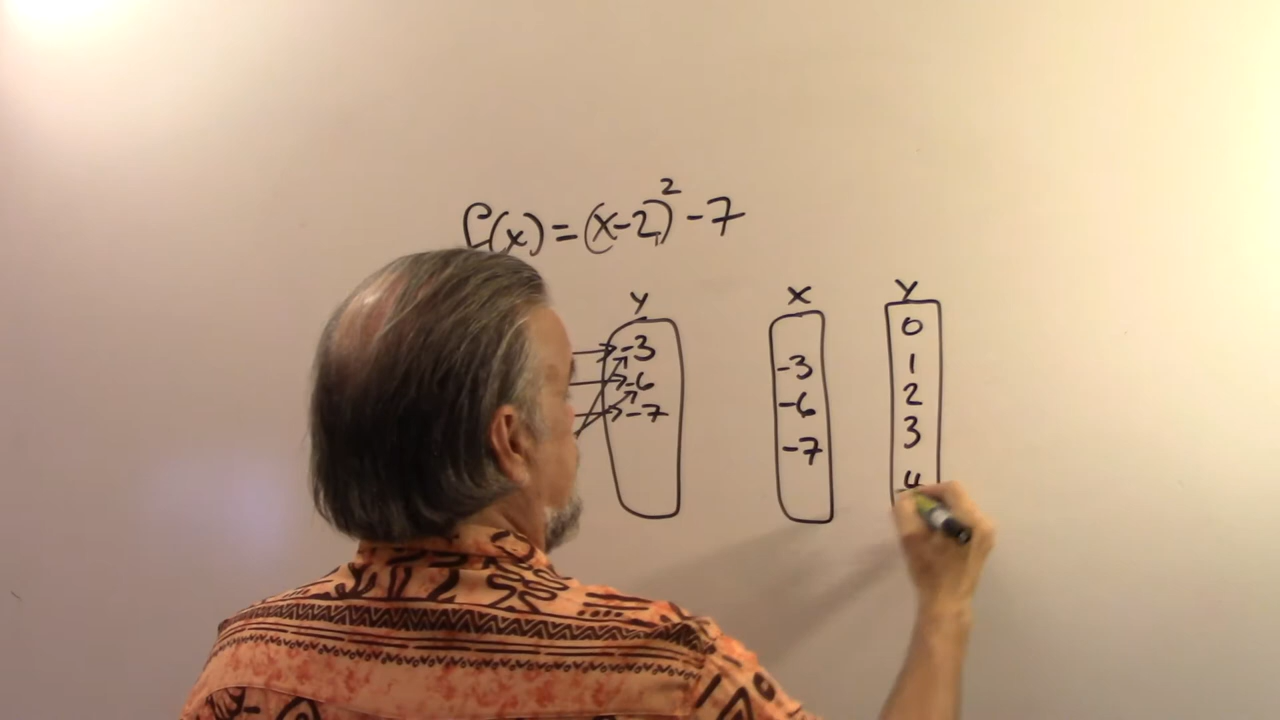 f(x) = (x-2)² - 7
Y X Y
-3 0
-6 -3 1
-7 -6 2
-7 3
4